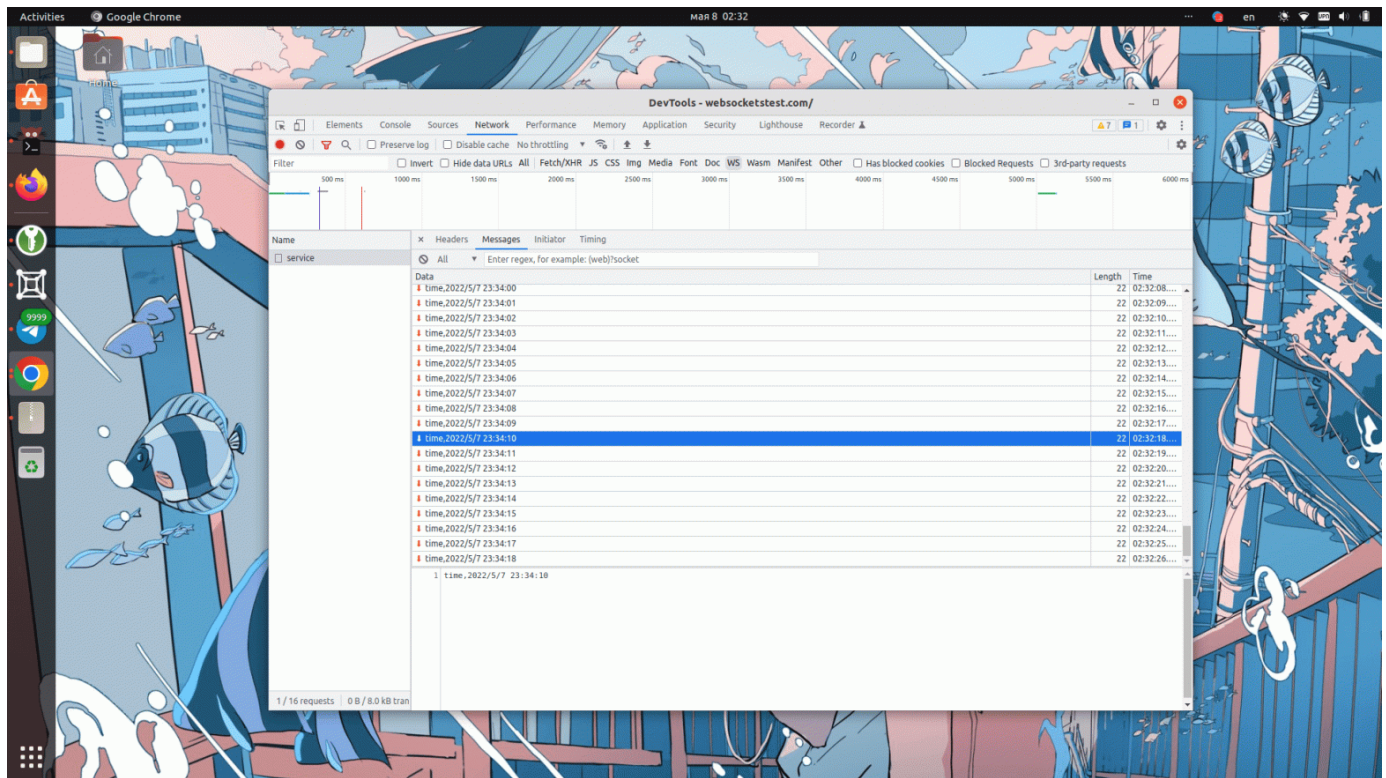 Activities Google Chrome мая 8 02:32 en
Home
DevTools - websocketstest.com/
Elements Console Sources Network Performance Memory Application Security Lighthouse Recorder 7 1
Preserve log Disable cache No throttling
Filter Invert Hide data URLs All Fetch/XHR JS CSS Img Media Font Doc WS Wasm Manifest Other Has blocked cookies Blocked Requests 3rd-party requests
500 ms 1000 ms 1500 ms 2000 ms 2500 ms 3000 ms 3500 ms 4000 ms 4500 ms 5000 ms 5500 ms 6000 ms
Name × Headers Messages Initiator Timing
service All Enter regex, for example: (web)?socket
Data Length Time
time,2022/5/7 23:34:00 22 02:32:08....
time,2022/5/7 23:34:01 22 02:32:09....
time,2022/5/7 23:34:02 22 02:32:10....
9999 time,2022/5/7 23:34:03 22 02:32:11....
time,2022/5/7 23:34:04 22 02:32:12....
time,2022/5/7 23:34:05 22 02:32:13....
time,2022/5/7 23:34:06 22 02:32:14....
time,2022/5/7 23:34:07 22 02:32:15....
time,2022/5/7 23:34:08 22 02:32:16....
time,2022/5/7 23:34:09 22 02:32:17....
time,2022/5/7 23:34:10 22 02:32:18....
time,2022/5/7 23:34:11 22 02:32:19....
time,2022/5/7 23:34:12 22 02:32:20....
time,2022/5/7 23:34:13 22 02:32:21....
time,2022/5/7 23:34:14 22 02:32:22....
time,2022/5/7 23:34:15 22 02:32:23....
time,2022/5/7 23:34:16 22 02:32:24....
time,2022/5/7 23:34:17 22 02:32:25....
time,2022/5/7 23:34:18 22 02:32:26....
1 time,2022/5/7 23:34:10
1 / 16 requests 0 B / 8.0 kB tran